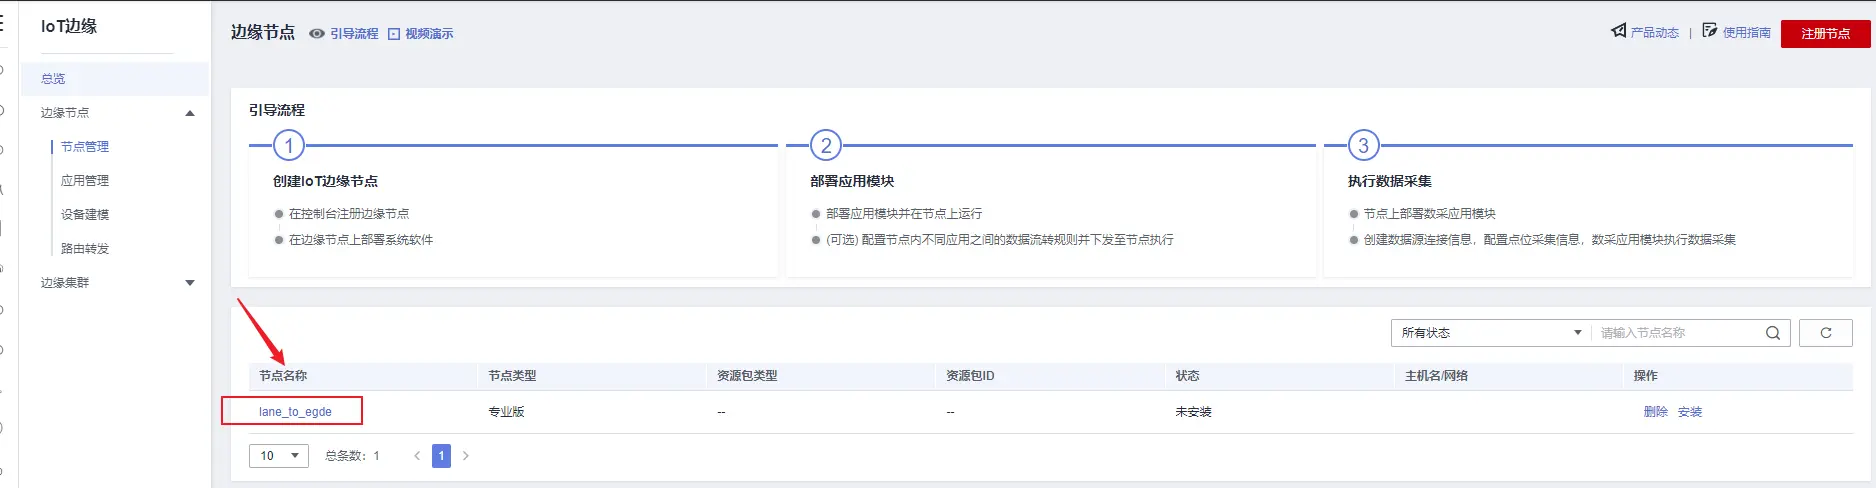 IoT边缘
总览
边缘节点
节点管理
应用管理
设备建模
路由转发
边缘集群
边缘节点 引导流程 视频演示
产品动态 | 使用指南 注册节点
引导流程
1
创建IoT边缘节点
在控制台注册边缘节点
在边缘节点上部署系统软件
2
部署应用模块
部署应用模块并在节点上运行
(可选) 配置节点内不同应用之间的数据流转规则并下发至节点执行
3
执行数据采集
节点上部署数采应用模块
创建数据源连接信息，配置点位采集信息，数采应用模块执行数据采集
所有状态 请输入节点名称
节点名称 节点类型 资源包类型 资源包ID 状态 主机名/网络 操作
lane_to_egde 专业版 -- -- 未安装 删除 安装
10 总条数：1 < 1 >